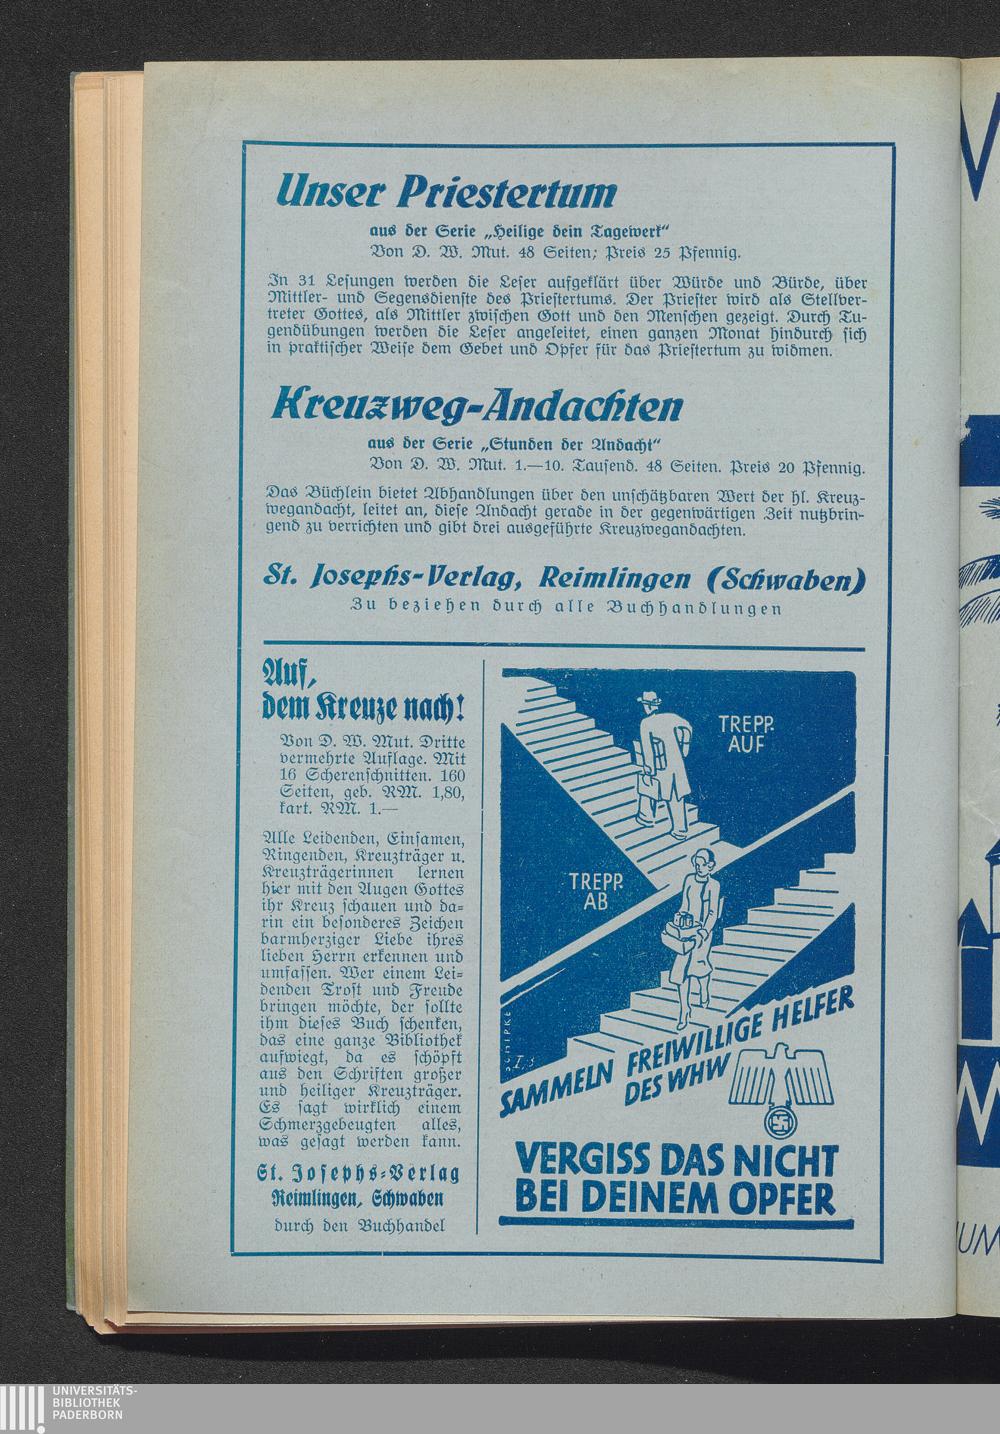 Unser Priestertum
aus der Serie „Heilige dein Tagewerk“
Von D. W. Mut. 48 Seiten; Preis 25 Pfennig.
In 31 Lesungen werden die Leser aufgeklärt über Würde und Bürde, über
Mittler- und Segensdienste des Priestertums. Der Priester wird als Stellver-
treter Gottes, als Mittler zwischen Gott und den Menschen gezeigt. Durch Tu-
gendübungen werden die Leser angeleitet, einen ganzen Monat hindurch sich
in praktischer Weise dem Gebet und Opfer für das Priestertum zu widmen.
Kreuzweg-Andachten
aus der Serie „Stunden der Andacht“
Von D. W. Mut. 1.—10. Tausend. 48 Seiten. Preis 20 Pfennig.
Das Büchlein bietet Abhandlungen über den unschätzbaren Wert der hl. Kreuz-
wegandacht, leitet an, diese Andacht gerade in der gegenwärtigen Zeit nutzbrin-
gend zu verrichten und gibt drei ausgeführte Kreuzwegandachten.
St. Josephs-Verlag, Reimlingen (Schwaben)
Zu beziehen durch alle Buchhandlungen
Auf,
dem Kreuze nach!
Von D. W. Mut. Dritte
vermehrte Auflage. Mit
16 Scherenschnitten. 160
Seiten, geb. RM. 1,80,
kart. RM. 1.—
Alle Leidenden, Einsamen,
Ringenden, Kreuzträger u.
Kreuzträgerinnen lernen
hier mit den Augen Gottes
ihr Kreuz schauen und da-
rin ein besonderes Zeichen
barmherziger Liebe ihres
lieben Herrn erkennen und
umfassen. Wer einem Lei-
denden Trost und Freude
bringen möchte, der sollte
ihm dieses Buch schenken,
das eine ganze Bibliothek
aufwiegt, da es schöpft
aus den Schriften großer
und heiliger Kreuzträger.
Es sagt wirklich einem
Schmerzgebeugten alles,
was gesagt werden kann.
St. Josephs-Verlag
Reimlingen, Schwaben
durch den Buchhandel
TREPP-
AUF
TREPP-
AB
SCHIPKE
SAMMELN FREIWILLIGE HELFER
DES WHW
VERGISS DAS NICHT
BEI DEINEM OPFER
UNIVERSITÄTS-
BIBLIOTHEK
PADERBORN